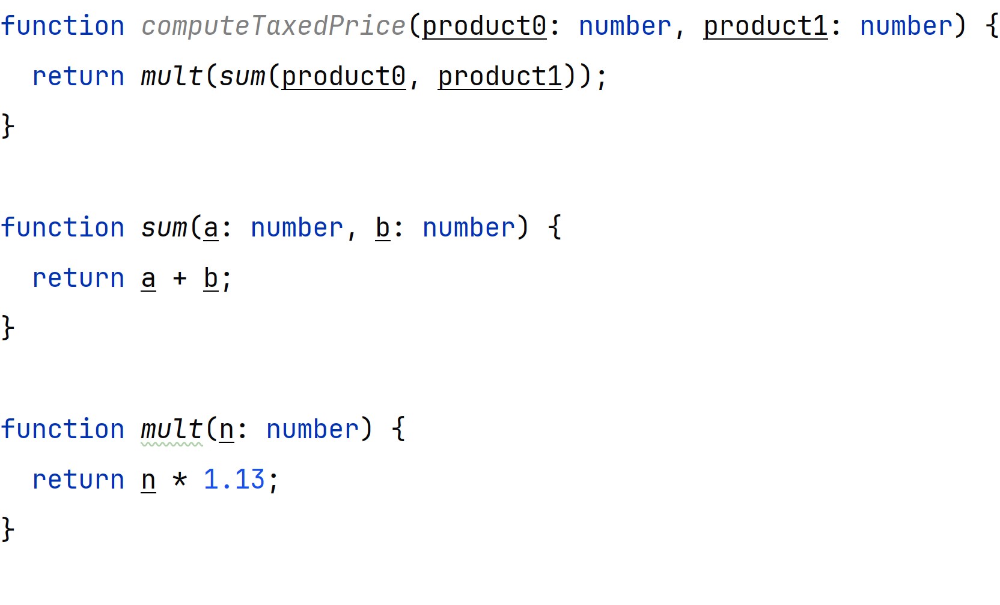 function computeTaxedPrice(product0: number, product1: number) {
  return mult(sum(product0, product1));
}

function sum(a: number, b: number) {
  return a + b;
}

function mult(n: number) {
  return n * 1.13;
}